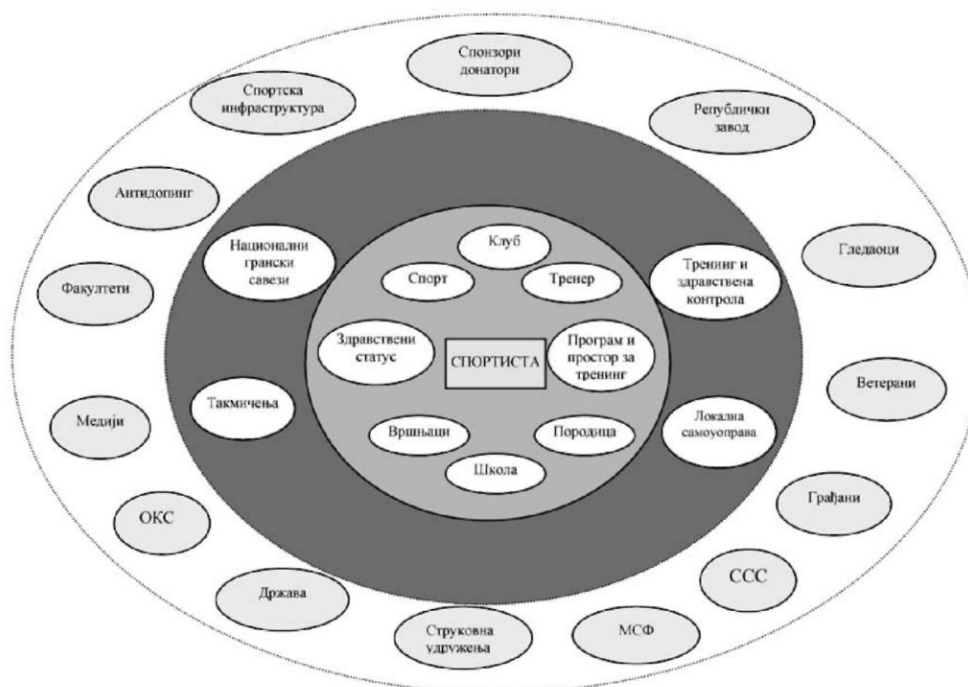 Спонзори
донатори
Спортска
инфраструктура
Републички
завод
Антидопинг
Гледаоци
Факултети
Ветерани
Медији
Грађани
ОКС
ССС
Држава
МСФ
Струковна
удружења
Национални
грански
савези
Тренинг и
здравствена
контрола
Такмичења
Локална
самоуправа
Клуб
Спорт
Тренер
Здравствени
статус
СПОРТИСТА
Програм и
простор за
тренинг
Вршњаци
Породица
Школа